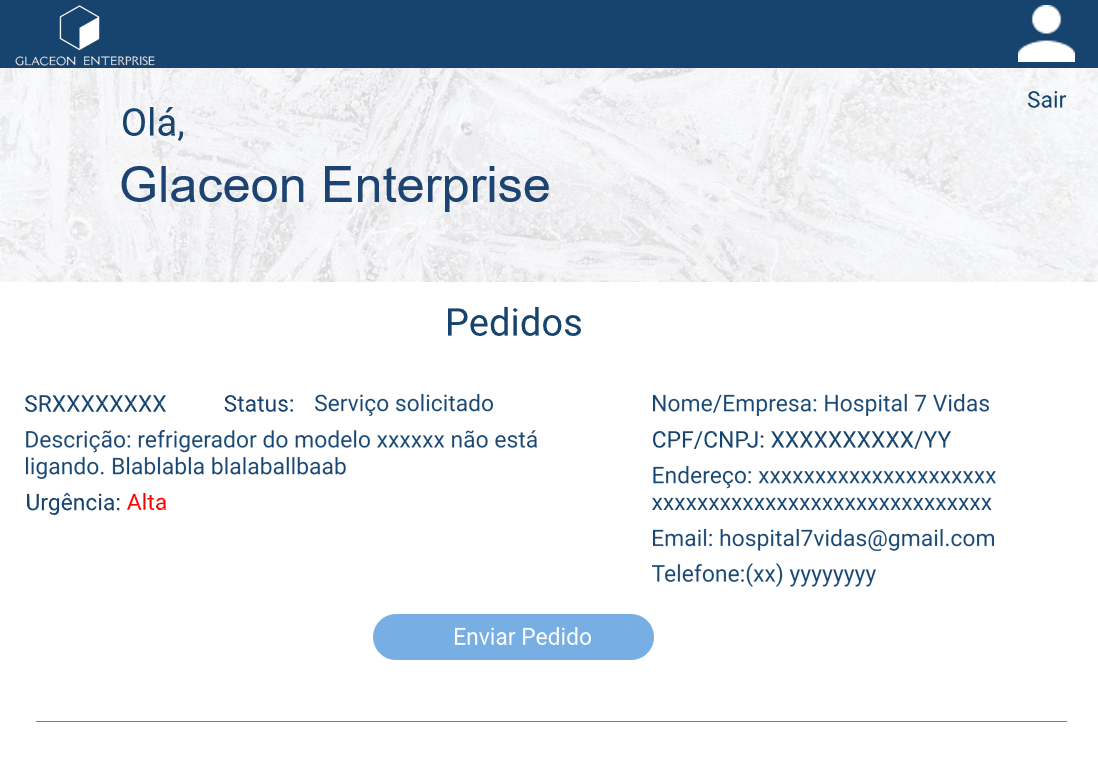 GLACEON ENTERPRISE
Sair
Olá,
Glaceon Enterprise
Pedidos
SRXXXXXXXX Status: Serviço solicitado
Descrição: refrigerador do modelo xxxxxx não está
ligando. Blablabla blalaballbaab
Urgência: Alta
Nome/Empresa: Hospital 7 Vidas
CPF/CNPJ: XXXXXXXXXX/YY
Endereço: xxxxxxxxxxxxxxxxxxxxx
xxxxxxxxxxxxxxxxxxxxxxxxxxxxxx
Email: hospital7vidas@gmail.com
Telefone:(xx) yyyyyyyy
Enviar Pedido